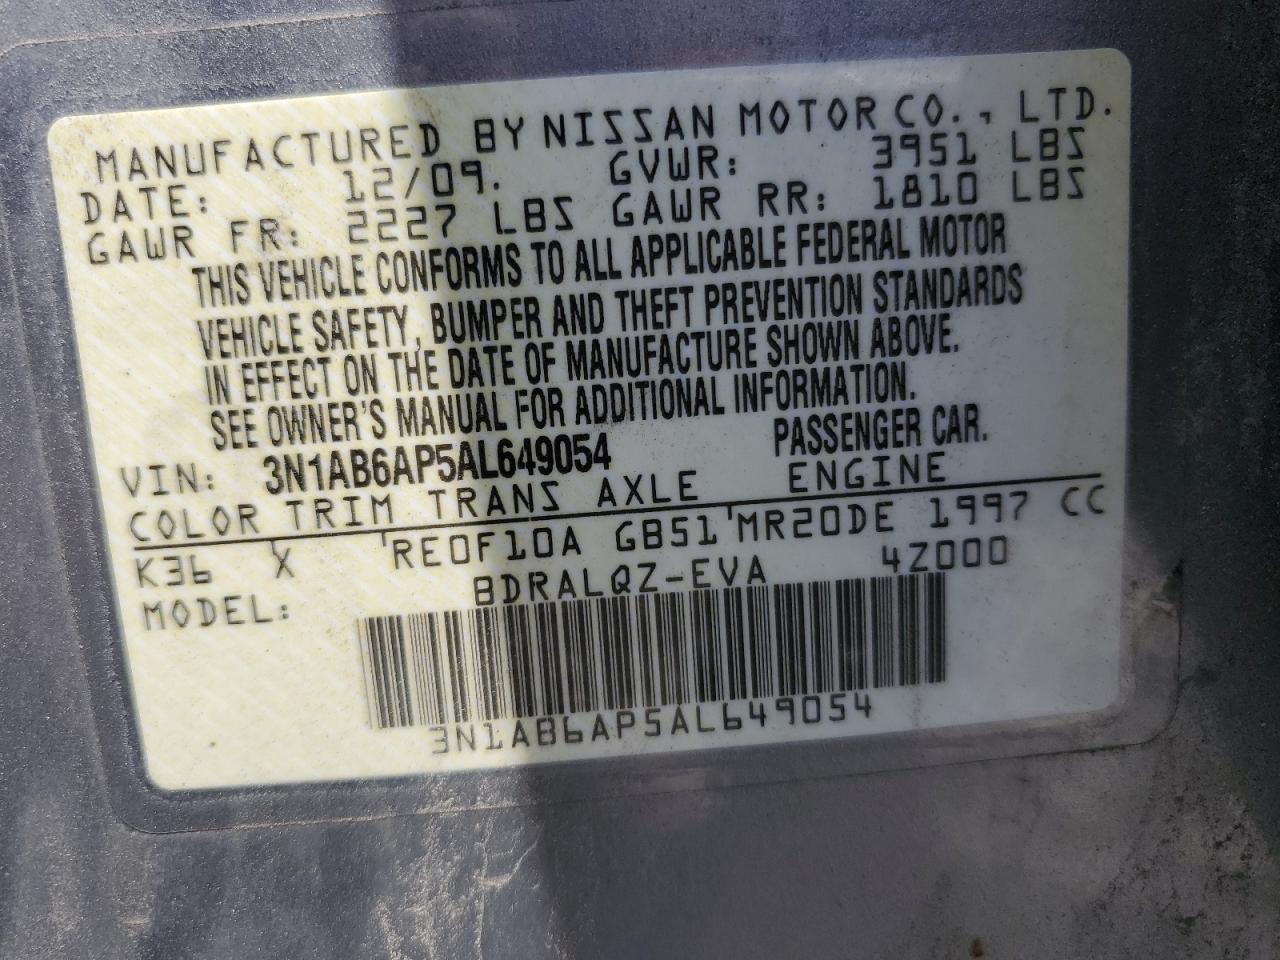 MANUFACTURED BY NISSAN MOTOR CO., LTD.
DATE: 12/09. GVWR: 3951 LBS
GAWR FR: 2227 LBS GAWR RR: 1810 LBS
THIS VEHICLE CONFORMS TO ALL APPLICABLE FEDERAL MOTOR
VEHICLE SAFETY, BUMPER AND THEFT PREVENTION STANDARDS
IN EFFECT ON THE DATE OF MANUFACTURE SHOWN ABOVE.
SEE OWNER'S MANUAL FOR ADDITIONAL INFORMATION.
VIN: 3N1AB6AP5AL649054 PASSENGER CAR.
COLOR TRIM TRANS AXLE ENGINE
K36 X RE0F10A GB51 MR20DE 1997 CC
MODEL: BDRALQZ-EVA 4Z000
3N1AB6AP5AL649054